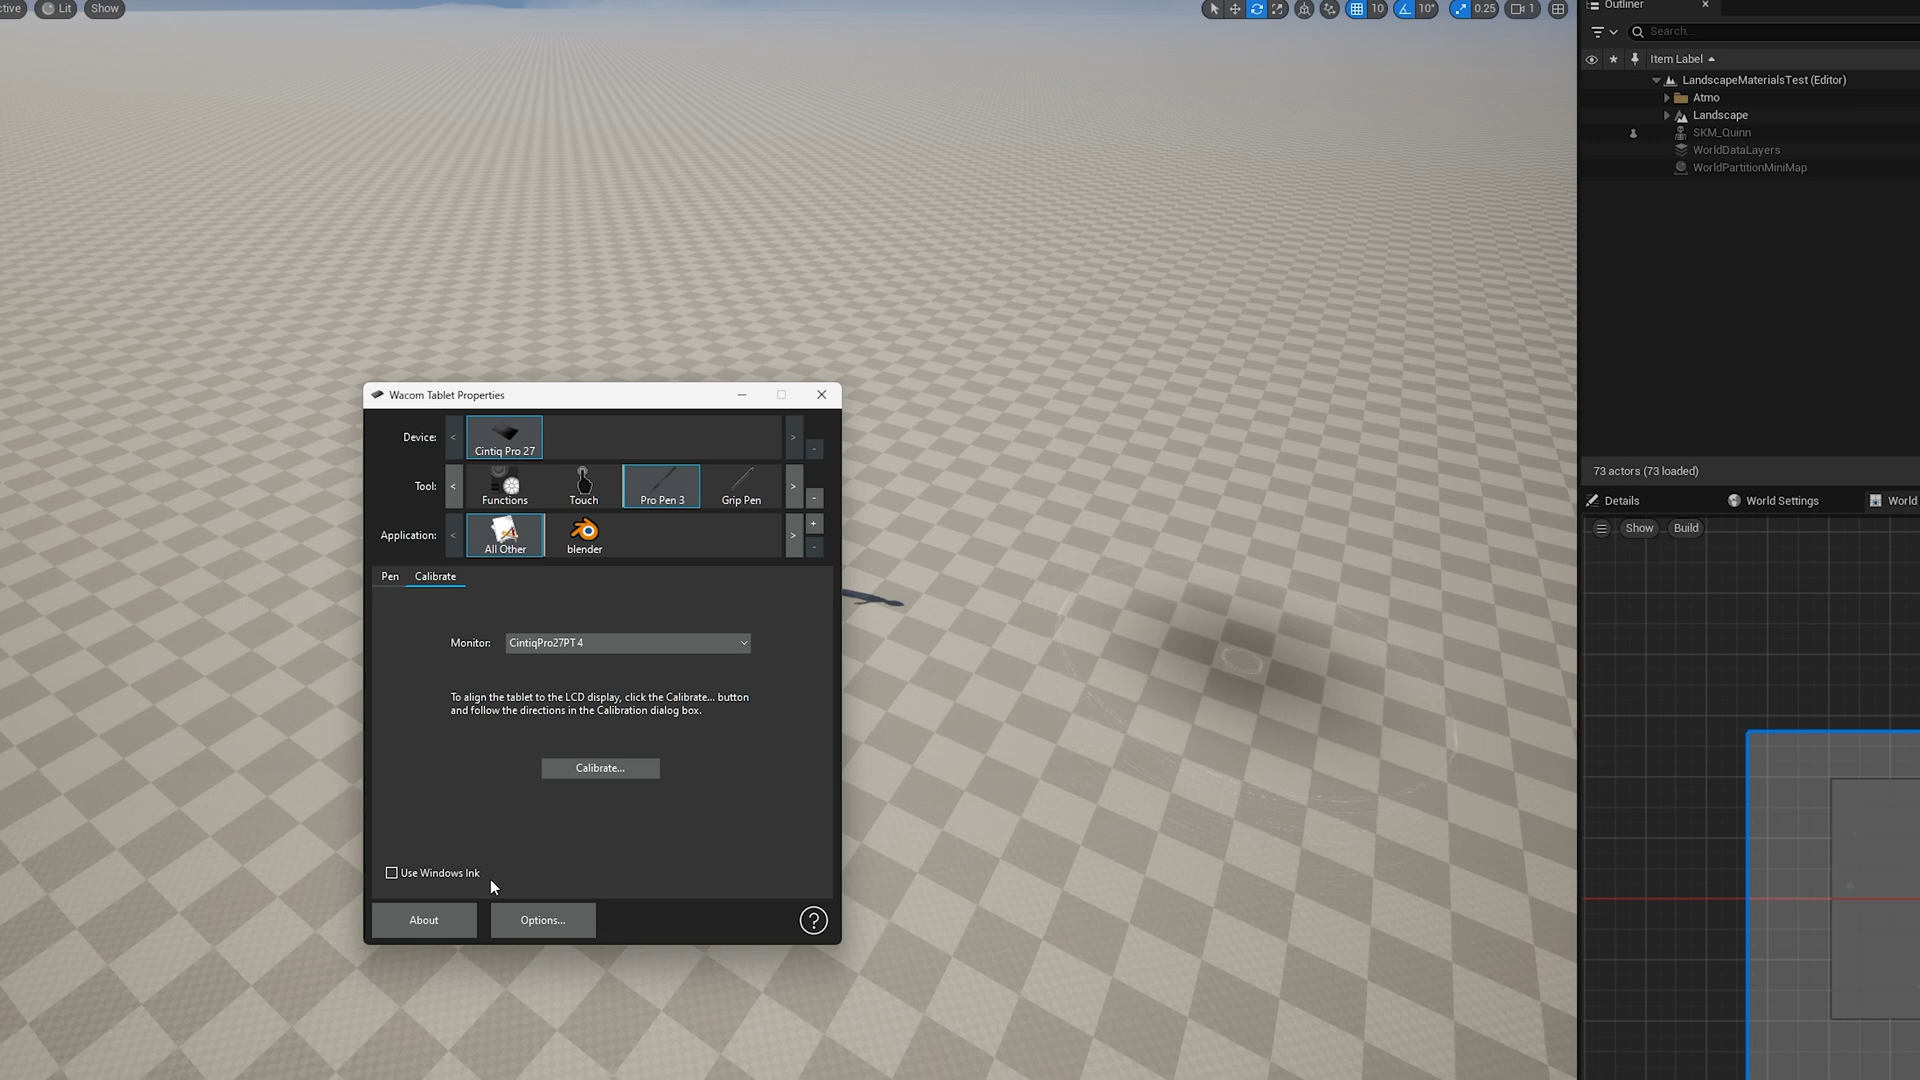 ctive Lit Show
10 10° 0.25 1
Outliner
Search...
Item Label
LandscapeMaterialsTest (Editor)
Atmo
Landscape
SKM_Quinn
WorldDataLayers
WorldPartitionMiniMap
73 actors (73 loaded)
Details World Settings World
Show Build
Wacom Tablet Properties
Device: < Cintiq Pro 27 > -
Tool: < Functions Touch Pro Pen 3 Grip Pen > -
Application: < All Other blender > + -
Pen Calibrate
Monitor: CintiqPro27PT 4
To align the tablet to the LCD display, click the Calibrate... button
and follow the directions in the Calibration dialog box.
Calibrate...
Use Windows Ink
About Options... ?